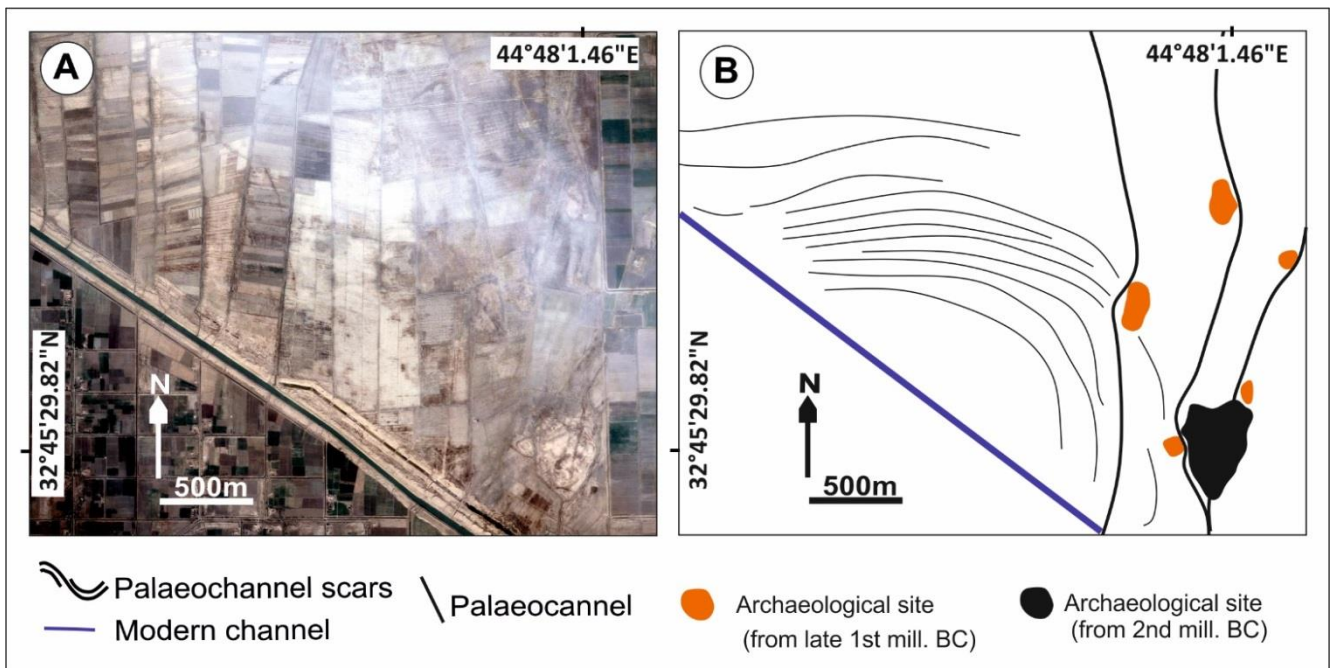 A
44°48'1.46"E
32°45'29.82"N
N
500m
B
44°48'1.46"E
32°45'29.82"N
N
500m
Palaeochannel scars
Modern channel
Palaeocannel
Archaeological site
(from late 1st mill. BC)
Archaeological site
(from 2nd mill. BC)